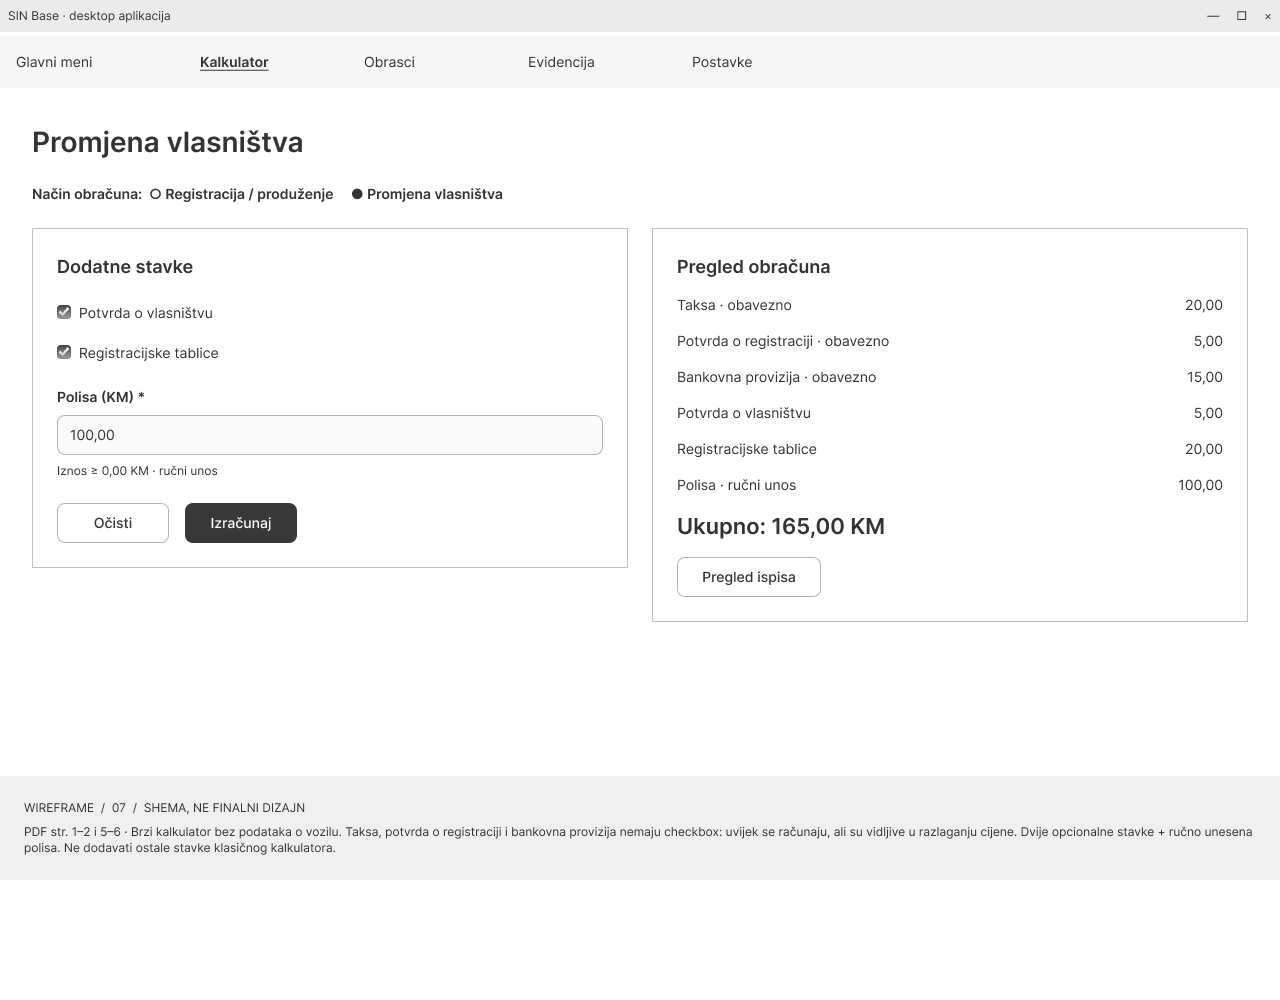 SIN Base · desktop aplikacija
Glavni meni Kalkulator Obrasci Evidencija Postavke
Promjena vlasništva
Način obračuna: ○ Registracija / produženje ● Promjena vlasništva
Dodatne stavke
Potvrda o vlasništvu
Registracijske tablice
Polisa (KM) *
100,00
Iznos ≥ 0,00 KM · ručni unos
Očisti Izračunaj
Pregled obračuna
Taksa · obavezno 20,00
Potvrda o registraciji · obavezno 5,00
Bankovna provizija · obavezno 15,00
Potvrda o vlasništvu 5,00
Registracijske tablice 20,00
Polisa · ručni unos 100,00
Ukupno: 165,00 KM
Pregled ispisa
WIREFRAME / 07 / SHEMA, NE FINALNI DIZAJN
PDF str. 1–2 i 5–6 · Brzi kalkulator bez podataka o vozilu. Taksa, potvrda o registraciji i bankovna provizija nemaju checkbox: uvijek se računaju, ali su vidljive u razlaganju cijene. Dvije opcionalne stavke + ručno unesena
polisa. Ne dodavati ostale stavke klasičnog kalkulatora.